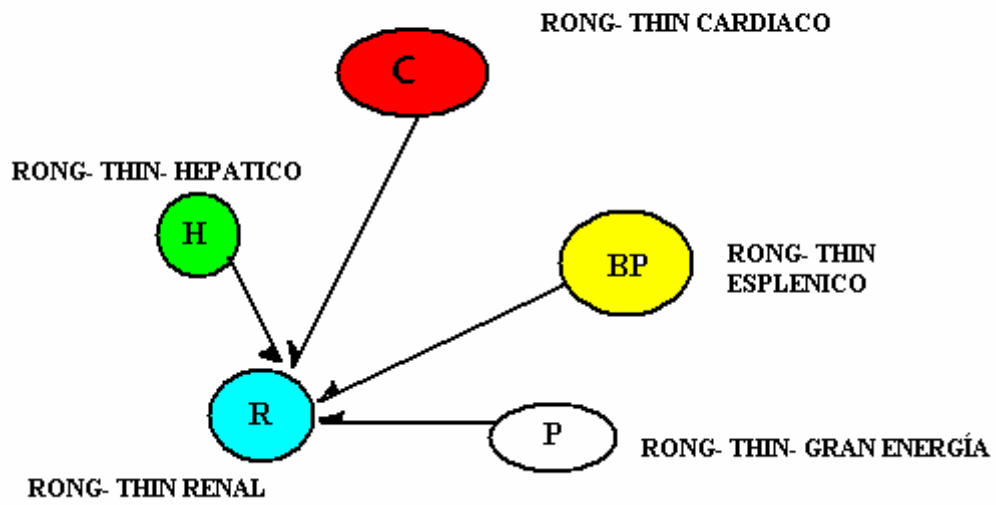 RONG- THIN CARDIACO
C
RONG- THIN- HEPATICO
H
BP
RONG- THIN
ESPLENICO
R
P
RONG- THIN- GRAN ENERGÍA
RONG- THIN RENAL